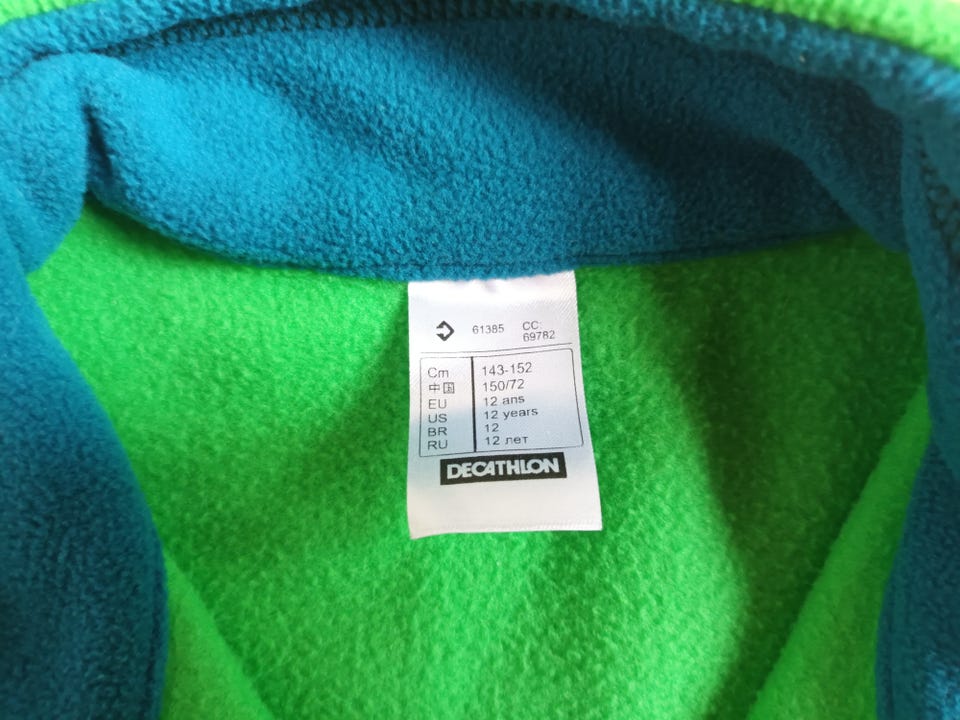 61385 CC:
69782
Cm 143-152
中国 150/72
EU 12 ans
US 12 years
BR 12
RU 12 лет
DECATHLON